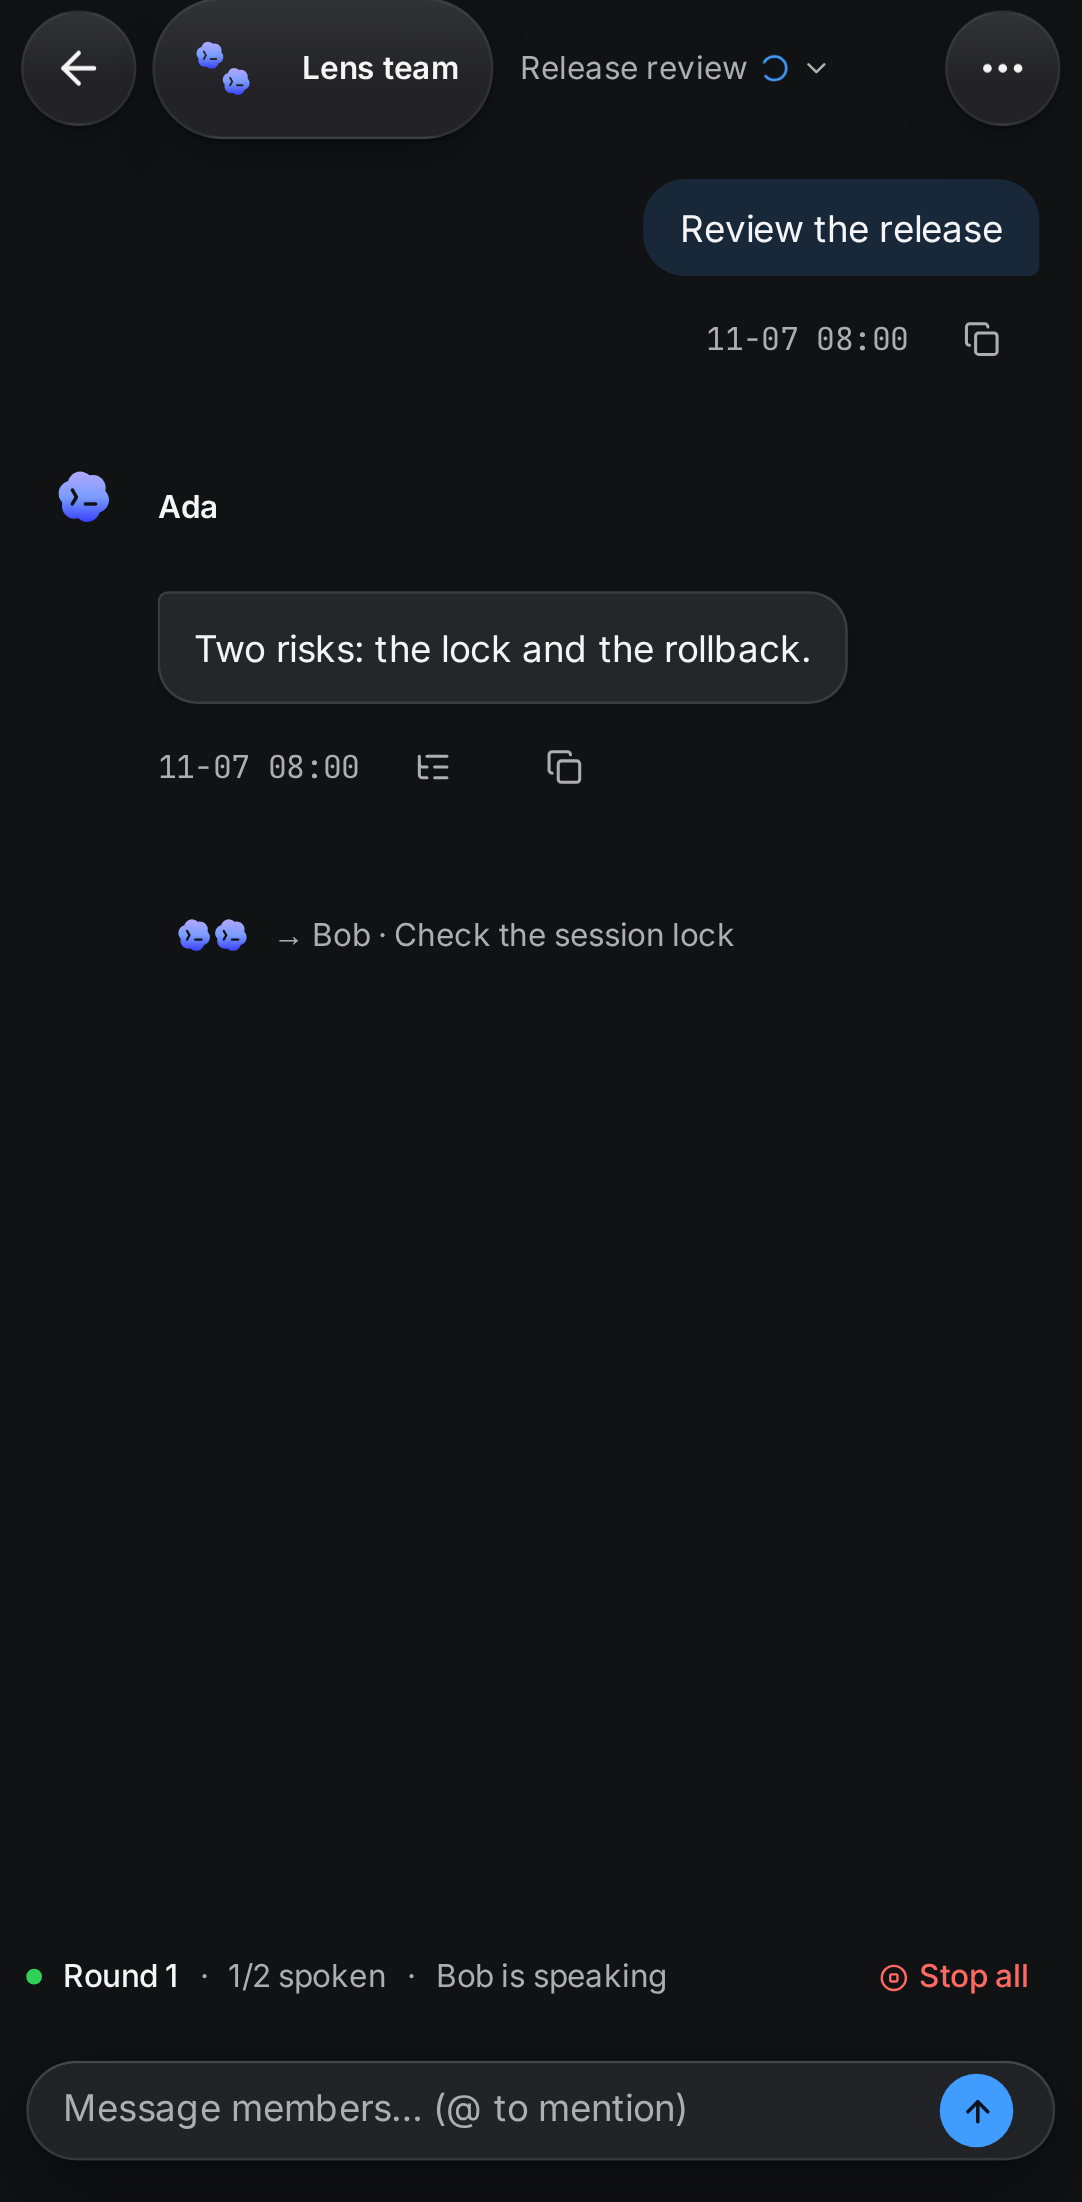 Lens team
Release review
Review the release
11-07 08:00
Ada
Two risks: the lock and the rollback.
11-07 08:00
→ Bob · Check the session lock
Round 1 · 1/2 spoken · Bob is speaking
Stop all
Message members... (@ to mention)